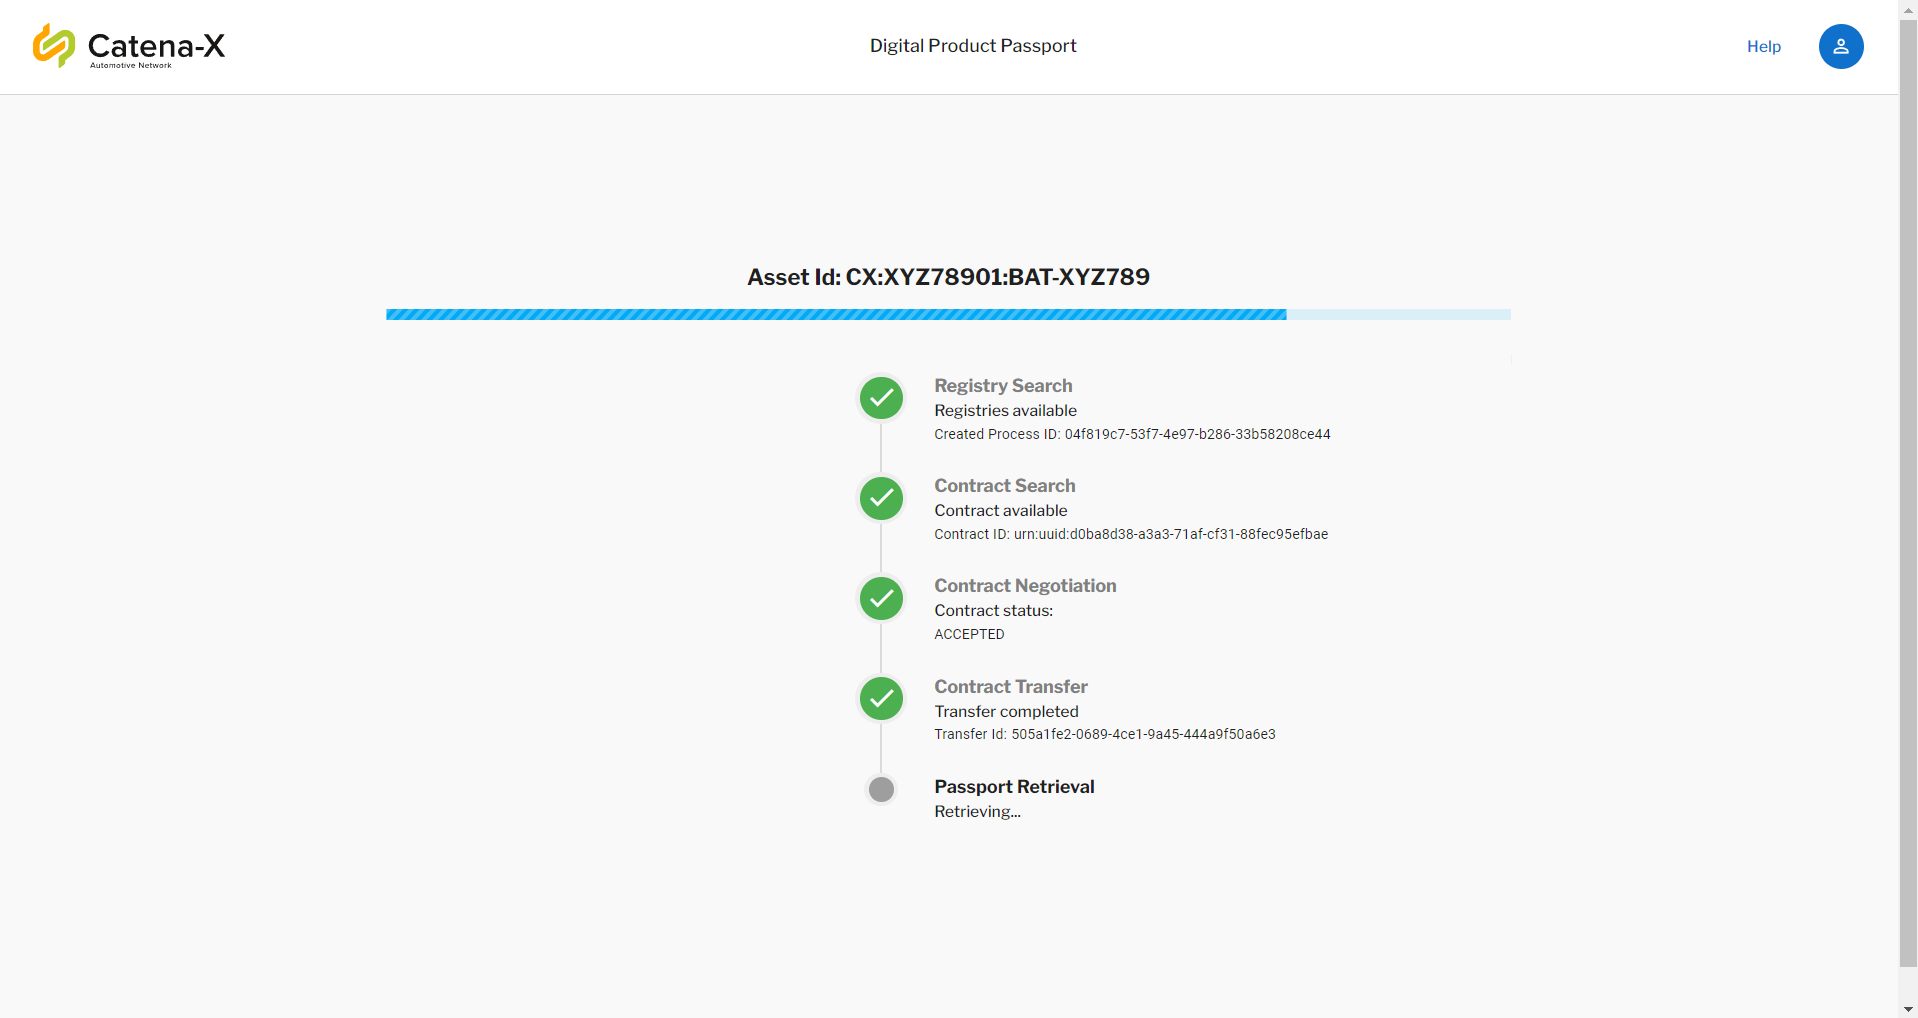 Catena-X
Automotive Network
Digital Product Passport
Help
Asset Id: CX:XYZ78901:BAT-XYZ789
Registry Search
Registries available
Created Process ID: 04f819c7-53f7-4e97-b286-33b58208ce44
Contract Search
Contract available
Contract ID: urn:uuid:d0ba8d38-a3a3-71af-cf31-88fec95efbae
Contract Negotiation
Contract status:
ACCEPTED
Contract Transfer
Transfer completed
Transfer Id: 505a1fe2-0689-4ce1-9a45-444a9f50a6e3
Passport Retrieval
Retrieving...